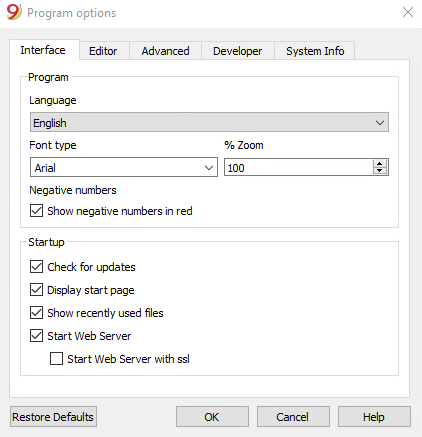 9 Program options
Interface Editor Advanced Developer System Info
Program
Language
English
Font type % Zoom
Arial 100
Negative numbers
Show negative numbers in red
Startup
Check for updates
Display start page
Show recently used files
Start Web Server
Start Web Server with ssl
Restore Defaults OK Cancel Help